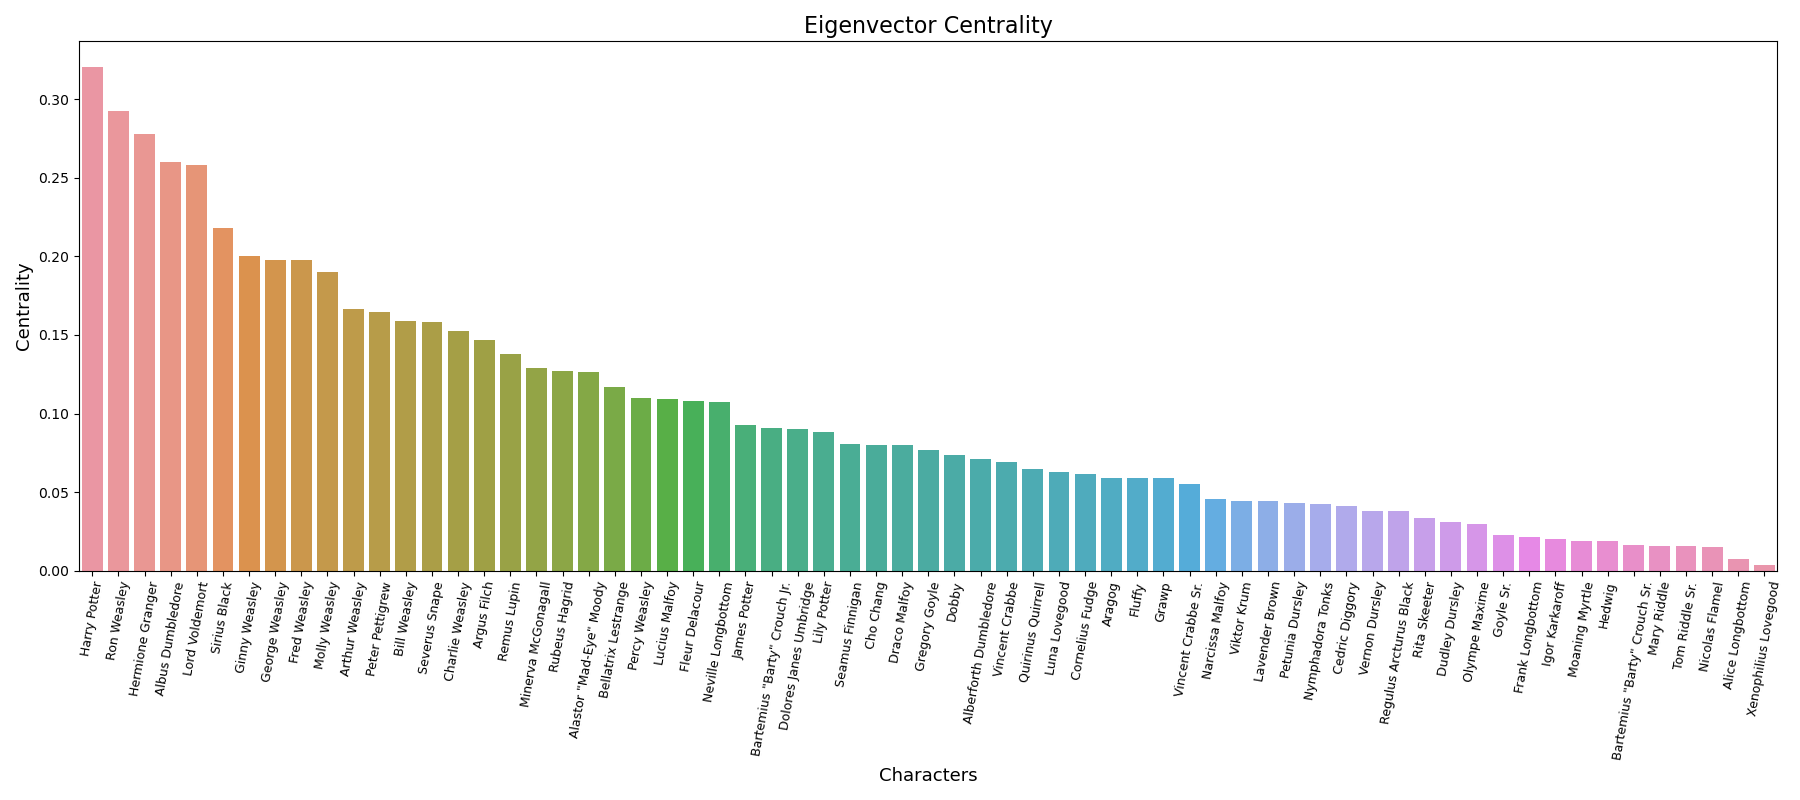 Eigenvector Centrality
Centrality
0.30
0.25
0.20
0.15
0.10
0.05
0.00
Harry Potter
Ron Weasley
Hermione Granger
Albus Dumbledore
Lord Voldemort
Sirius Black
Ginny Weasley
George Weasley
Fred Weasley
Molly Weasley
Arthur Weasley
Peter Pettigrew
Bill Weasley
Severus Snape
Charlie Weasley
Argus Filch
Remus Lupin
Minerva McGonagall
Rubeus Hagrid
Alastor "Mad-Eye" Moody
Bellatrix Lestrange
Percy Weasley
Lucius Malfoy
Fleur Delacour
Neville Longbottom
James Potter
Bartemius "Barty" Crouch Jr.
Dolores Janes Umbridge
Lily Potter
Seamus Finnigan
Cho Chang
Draco Malfoy
Gregory Goyle
Dobby
Alberforth Dumbledore
Vincent Crabbe
Quirinus Quirrell
Luna Lovegood
Cornelius Fudge
Aragog
Fluffy
Grawp
Vincent Crabbe Sr.
Narcissa Malfoy
Viktor Krum
Lavender Brown
Petunia Dursley
Nymphadora Tonks
Cedric Diggory
Vernon Dursley
Regulus Arcturus Black
Rita Skeeter
Dudley Dursley
Olympe Maxime
Goyle Sr.
Frank Longbottom
Igor Karkaroff
Moaning Myrtle
Hedwig
Bartemius "Barty" Crouch Sr.
Mary Riddle
Tom Riddle Sr.
Nicolas Flamel
Alice Longbottom
Xenophilius Lovegood
Characters